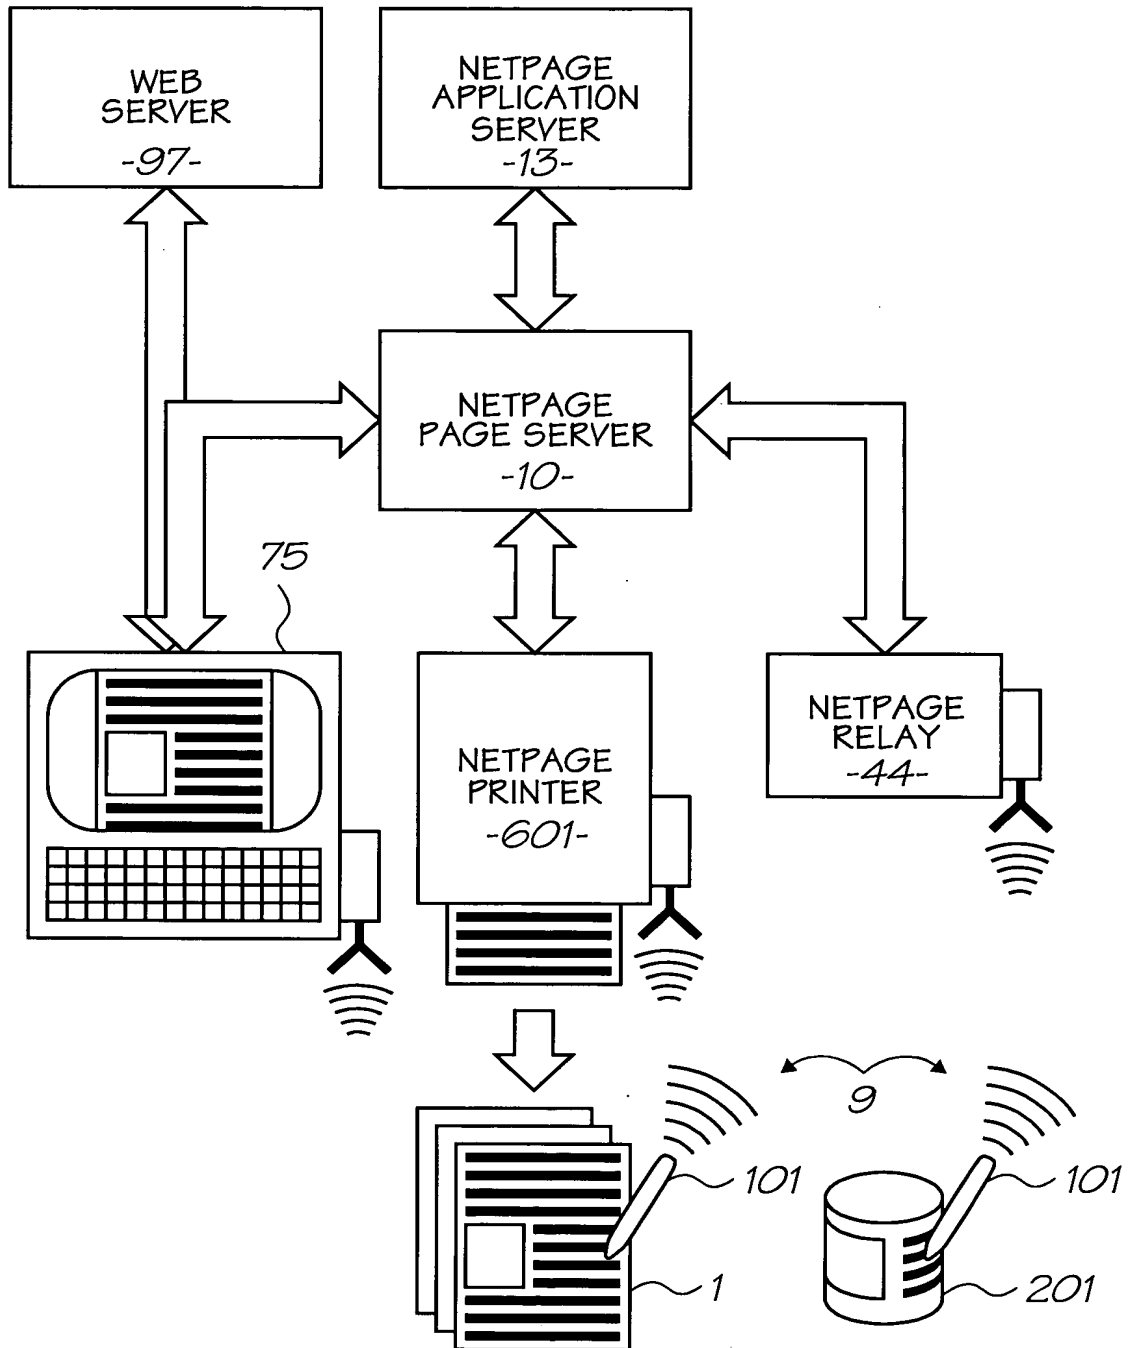 WEB
SERVER
-97-
NETPAGE
APPLICATION
SERVER
-13-
NETPAGE
PAGE SERVER
-10-
75
NETPAGE
PRINTER
-601-
NETPAGE
RELAY
-44-
9
101
101
1
201